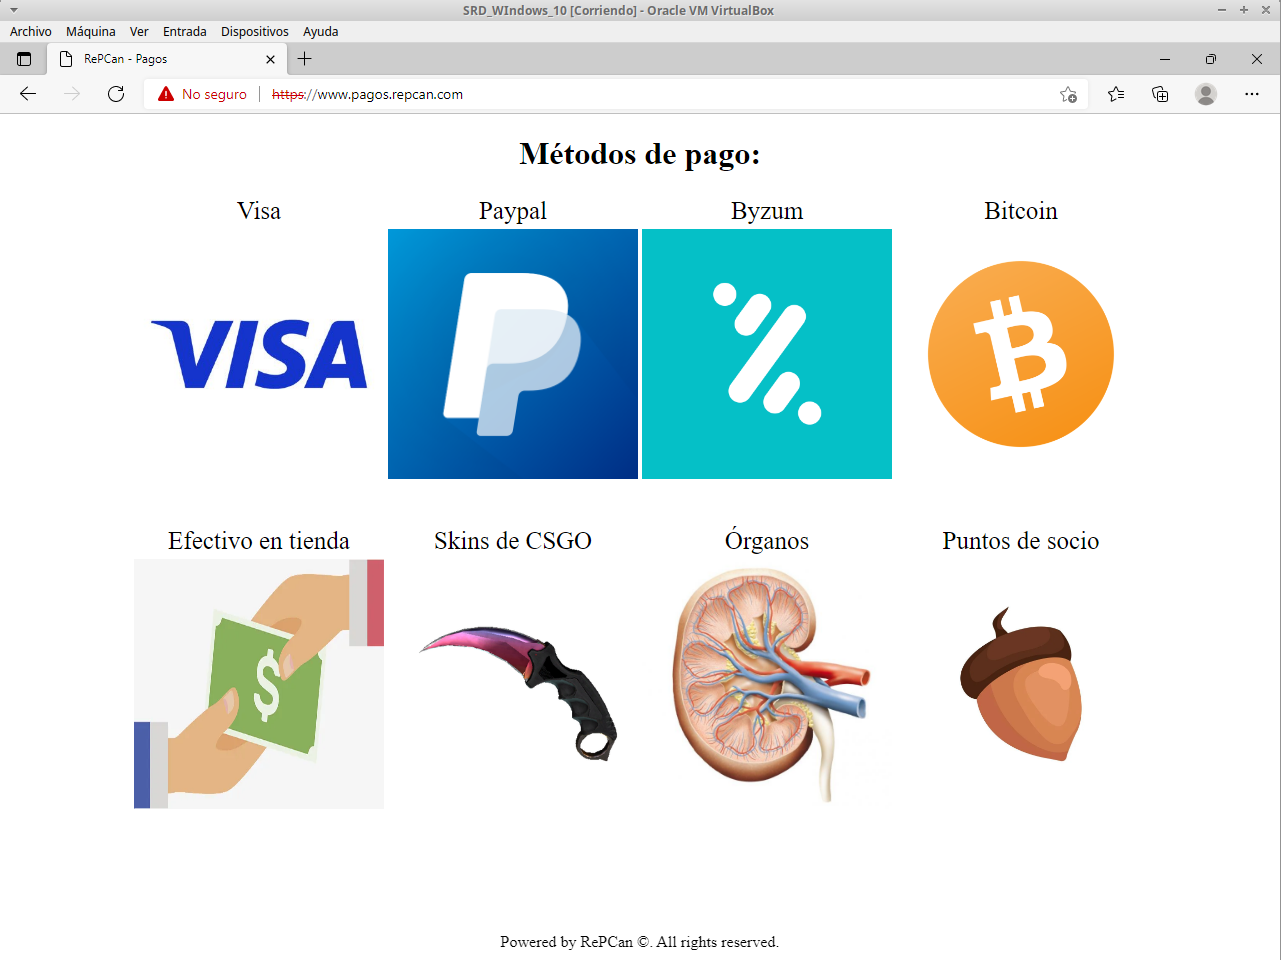 SRD_WIndows_10 [Corriendo] - Oracle VM VirtualBox
Archivo Máquina Ver Entrada Dispositivos Ayuda
RePCan - Pagos
No seguro https://www.pagos.repcan.com
Métodos de pago:
Visa Paypal Byzum Bitcoin
VISA
Efectivo en tienda Skins de CSGO Órganos Puntos de socio
$
Powered by RePCan ©. All rights reserved.